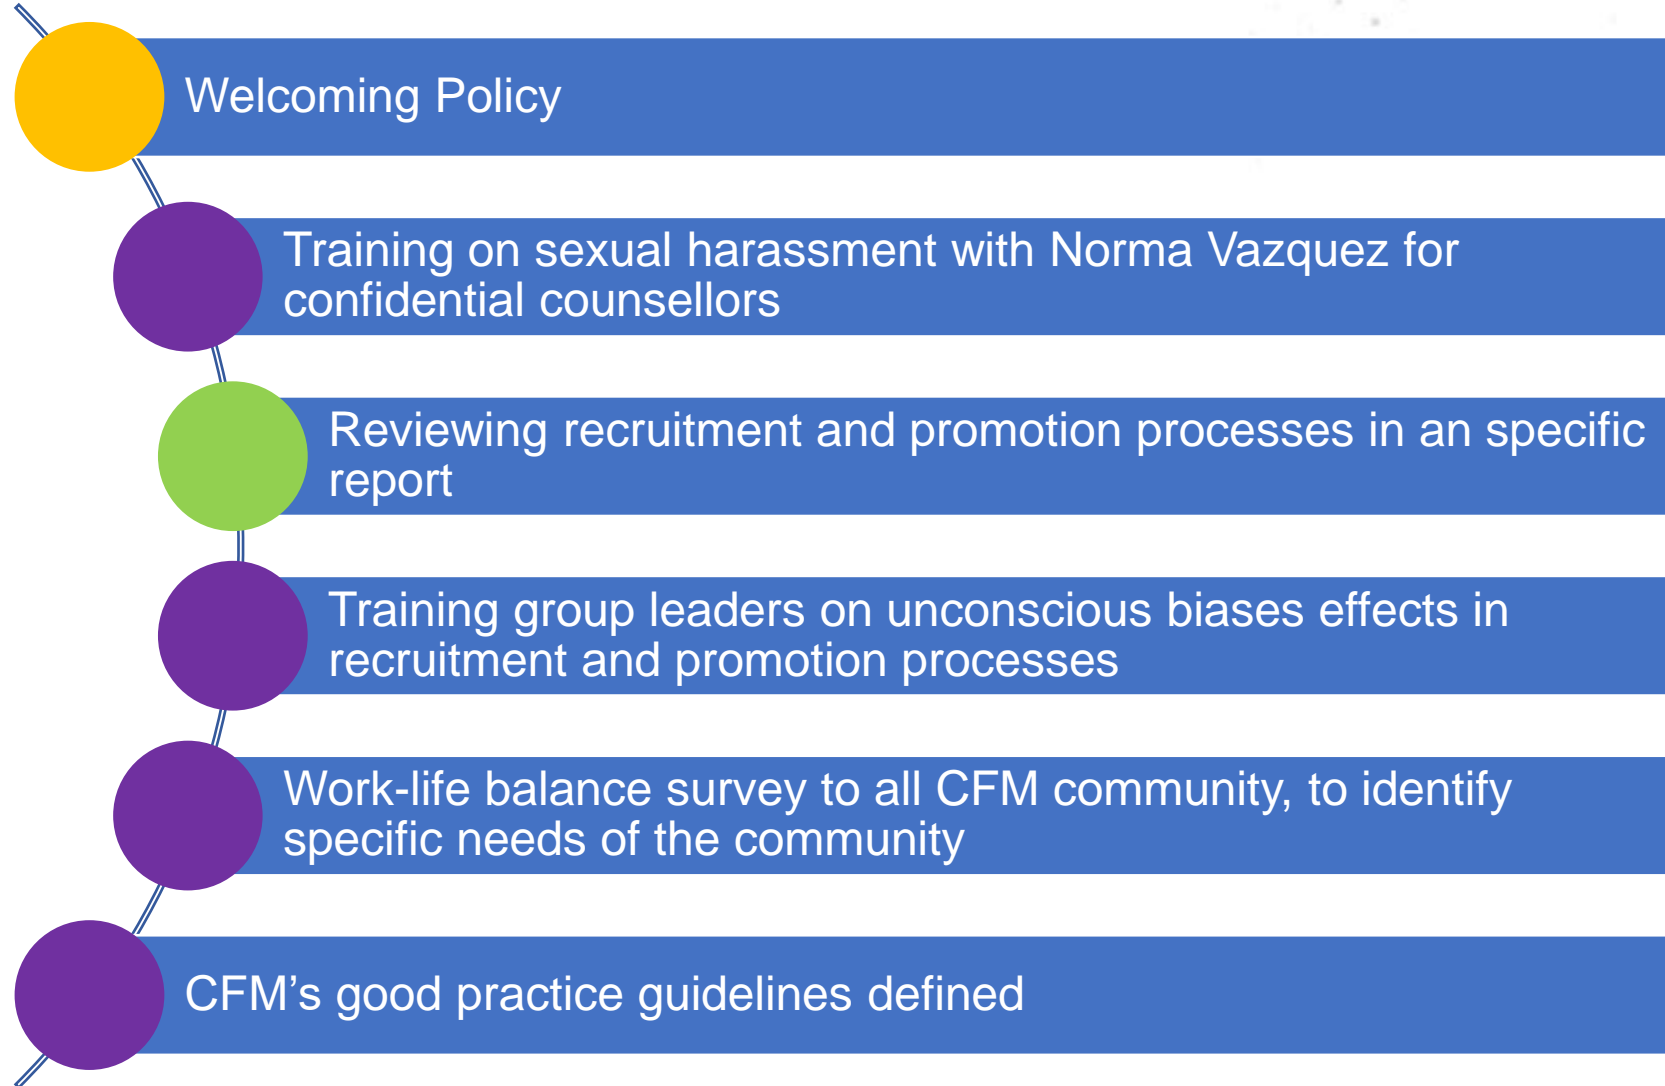 Welcoming Policy
Training on sexual harassment with Norma Vazquez for
confidential counsellors
Reviewing recruitment and promotion processes in an specific
report
Training group leaders on unconscious biases effects in
recruitment and promotion processes
Work-life balance survey to all CFM community, to identify
specific needs of the community
CFM’s good practice guidelines defined